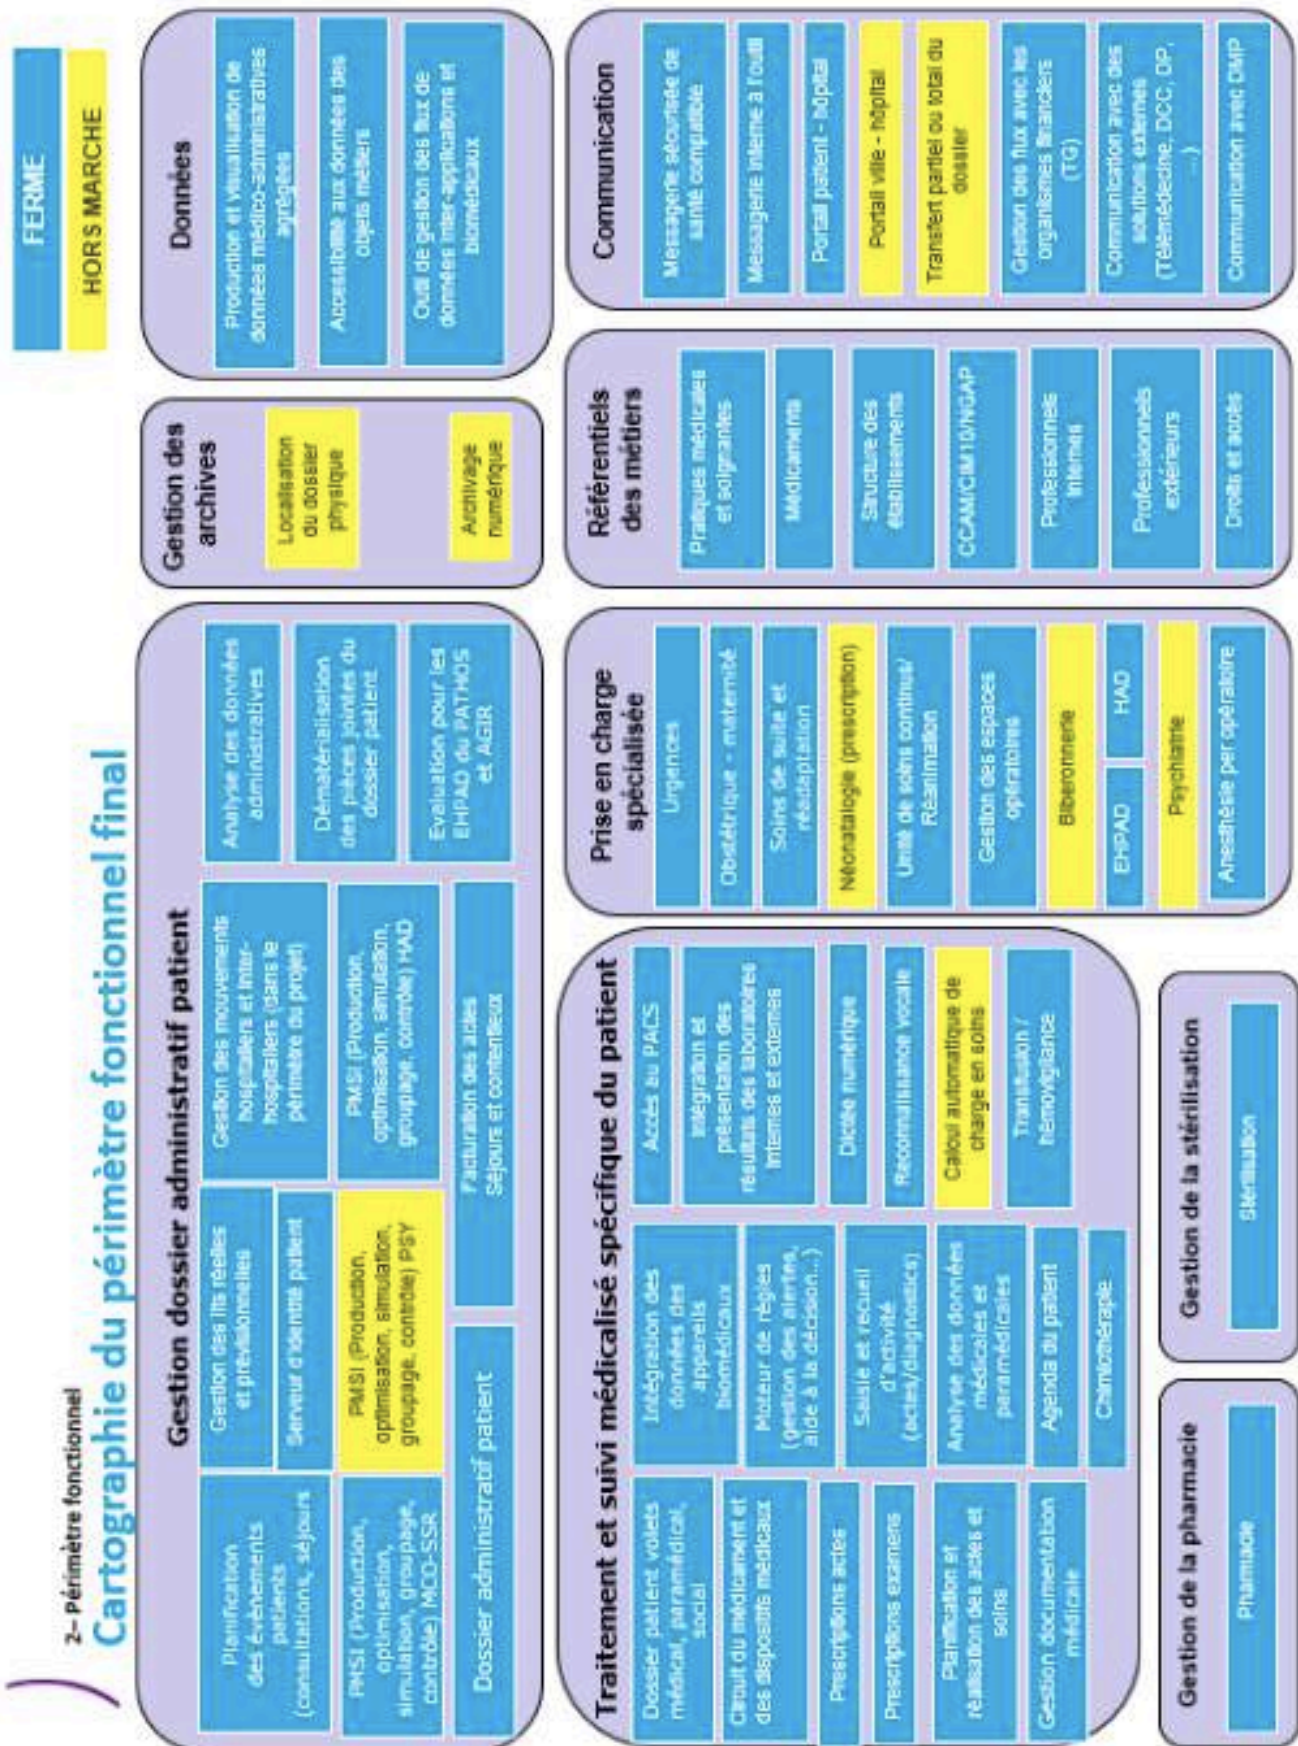 2– Périmètre fonctionnel
Cartographie du périmètre fonctionnel final
FERME
HORS MARCHE
Gestion dossier administratif patient
Planification
des évènements
patients
(consultations, séjours
Gestion des lits réelles
et prévisionnelles
Serveur d'identité patient
Gestion des mouvements
hospitaliers et inter-
hospitaliers (dans le
périmètre du projet)
Analyse des données
administratives
PMSI (Production,
optimisation,
simulation, groupage,
contrôle) MCO-SSR
PMSI (Production,
optimisation, simulation,
groupage, contrôle) PSY
PMSI (Production,
optimisation, simulation,
groupage, contrôle) HAD
Dématérialisation
des pièces jointes du
dossier patient
Dossier administratif patient
Facturation des actes
Séjours et contentieux
Evaluation pour les
EHPAD du PATHOS
et AGIR
Gestion des
archives
Localisation
du dossier
physique
Archivage
numérique
Données
Production et visualisation de
données médico-administratives
agrégées
Accessibilité aux données des
objets métiers
Outil de gestion des flux de
données inter-applications et
biomédicaux
Traitement et suivi médicalisé spécifique du patient
Dossier patient volets
médical, paramédical,
social
Circuit du médicament et
des dispositifs médicaux
Prescriptions actes
Prescriptions examens
Planification et
réalisation des actes et
soins
Gestion documentation
médicale
Intégration des
données des
appareils
biomédicaux
Moteur de règles
(gestion des alertes,
aide à la décision...)
Saisie et recueil
d'activité
(actes/diagnostics)
Analyse des données
médicales et
paramédicales
Agenda du patient
Chimiothérapie
Accès au PACS
Intégration et
présentation des
résultats des laboratoires
internes et externes
Dictée numérique
Reconnaissance vocale
Calcul automatique de
charge en soins
Transfusion /
hémovigilance
Prise en charge
spécialisée
Urgences
Obstétrique - maternité
Soins de suite et
réadaptation
Néonatalogie (prescription)
Unité de soins continus/
Réanimation
Gestion des espaces
opératoires
Biberonnerie
EHPAD
HAD
Psychiatrie
Anesthésie per opératoire
Référentiels
des métiers
Pratiques médicales
et soignantes
Médicaments
Structure des
établissements
CCAM/CIM10/NGAP
Professionnels
internes
Professionnels
extérieurs
Droits et accès
Communication
Messagerie sécurisée de
santé compatible
Messagerie interne à l'outil
Portail patient - hôpital
Portail ville - hôpital
Transfert partiel ou total du
dossier
Gestion des flux avec les
organismes financiers
(TG)
Communication avec des
solutions externes
(Télémédecine, DCC, DP,
...)
Communication avec DMP
Gestion de la pharmacie
Pharmacie
Gestion de la stérilisation
Stérilisation